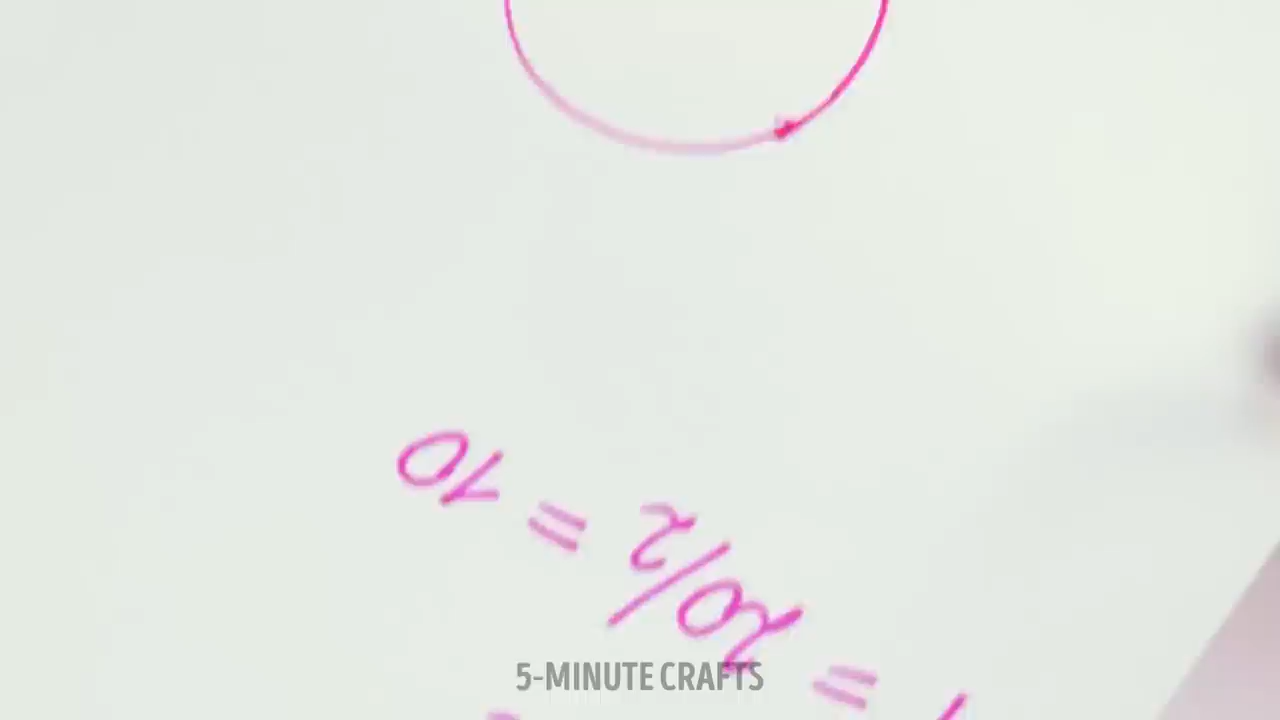 = 20/2 = 10
5-MINUTE CRAFTS